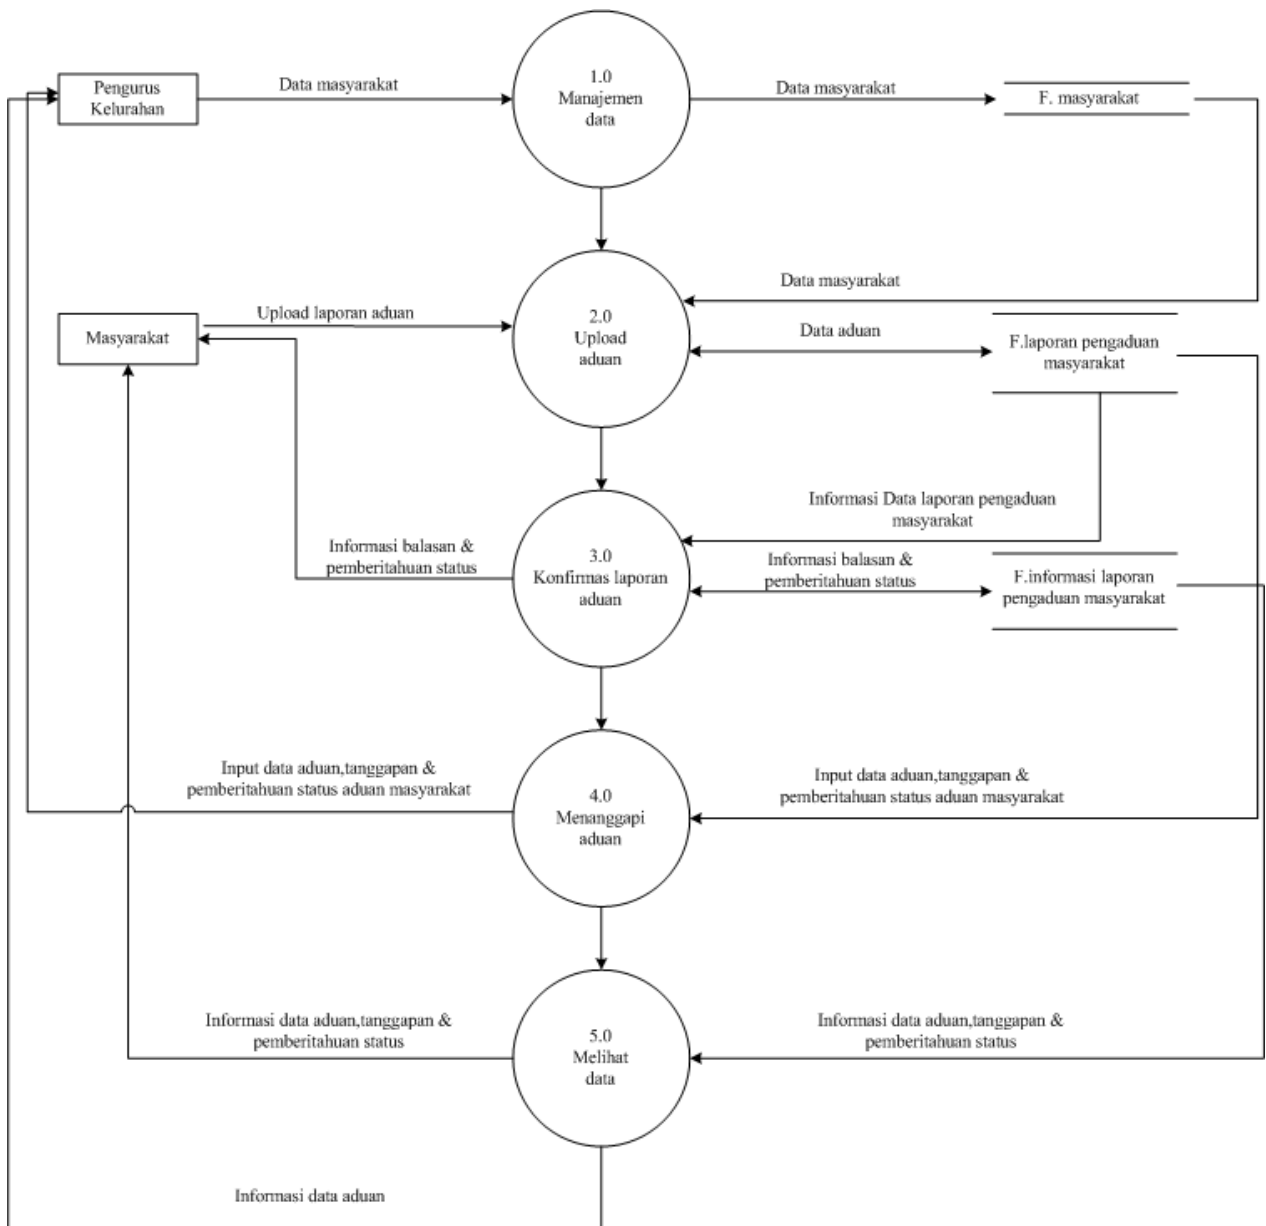 Pengurus
Kelurahan
Data masyarakat
1.0
Manajemen
data
Data masyarakat
F. masyarakat
Data masyarakat
Masyarakat
Upload laporan aduan
2.0
Upload
aduan
Data aduan
F.laporan pengaduan
masyarakat
Informasi Data laporan pengaduan
masyarakat
Informasi balasan &
pemberitahuan status
3.0
Konfirmas laporan
aduan
Informasi balasan &
pemberitahuan status
F.informasi laporan
pengaduan masyarakat
Input data aduan,tanggapan &
pemberitahuan status aduan masyarakat
4.0
Menanggapi
aduan
Input data aduan,tanggapan &
pemberitahuan status aduan masyarakat
Informasi data aduan,tanggapan &
pemberitahuan status
5.0
Melihat
data
Informasi data aduan,tanggapan &
pemberitahuan status
Informasi data aduan